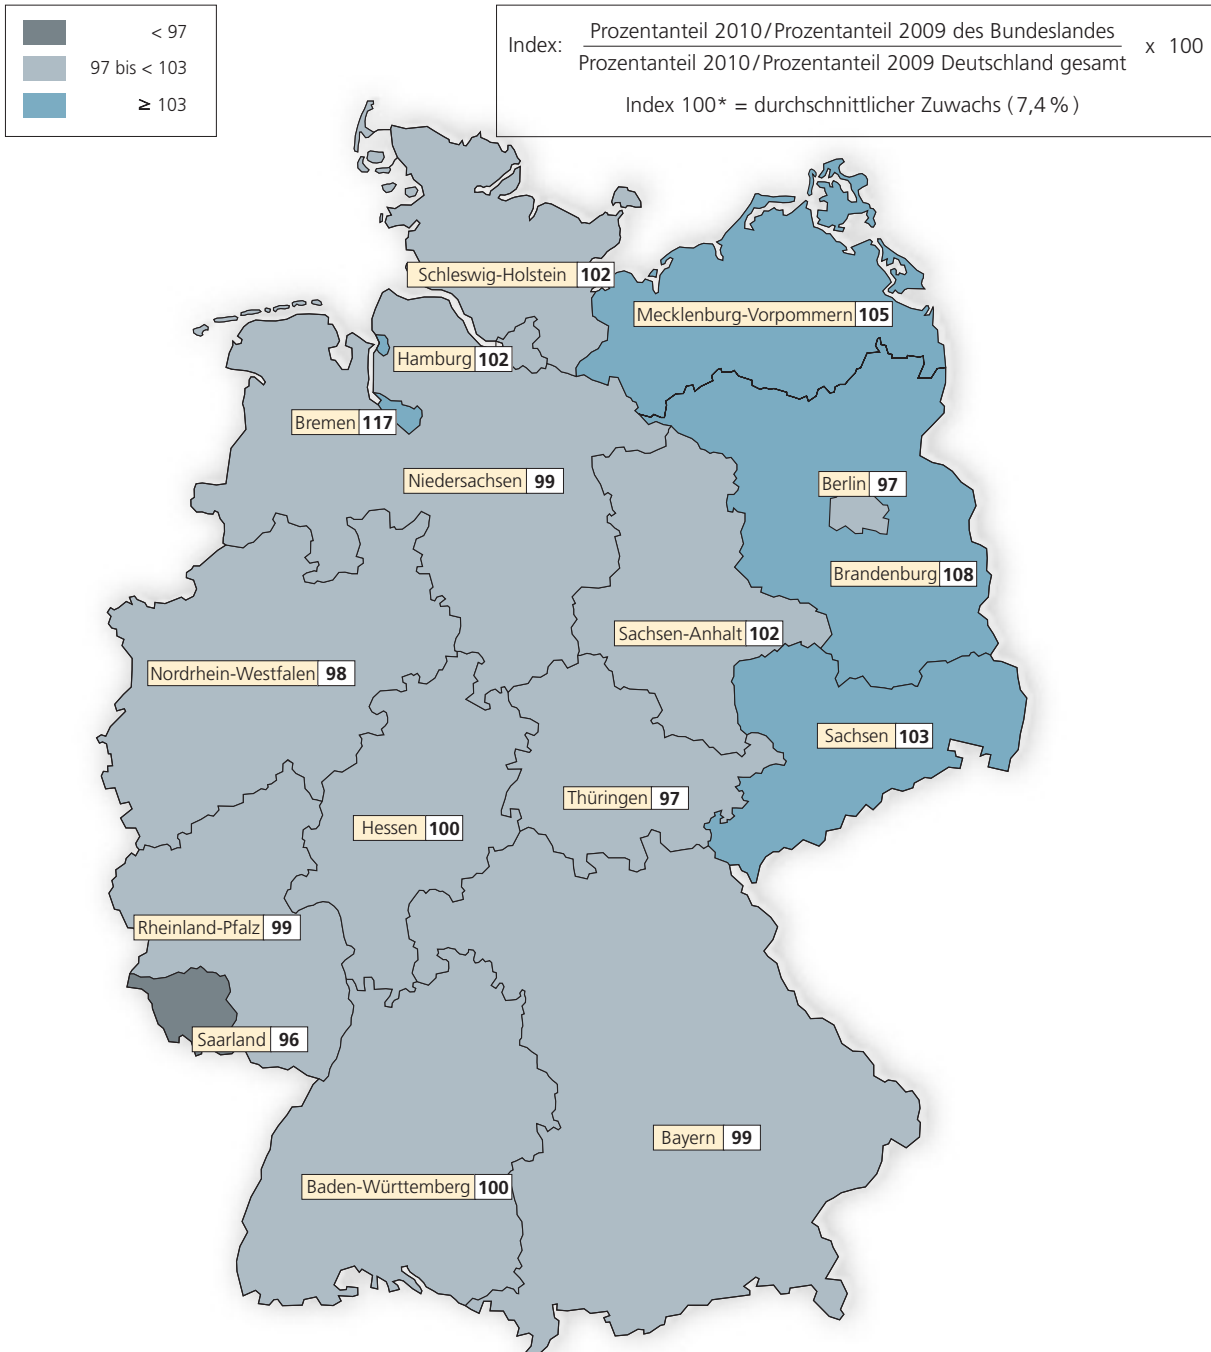 < 97
97 bis < 103
≥ 103
Index: Prozentanteil 2010/Prozentanteil 2009 des Bundeslandes
Prozentanteil 2010/Prozentanteil 2009 Deutschland gesamt x 100
Index 100* = durchschnittlicher Zuwachs (7,4 %)
Schleswig-Holstein 102
Mecklenburg-Vorpommern 105
Hamburg 102
Bremen 117
Niedersachsen 99
Berlin 97
Brandenburg 108
Sachsen-Anhalt 102
Nordrhein-Westfalen 98
Sachsen 103
Thüringen 97
Hessen 100
Rheinland-Pfalz 99
Saarland 96
Bayern 99
Baden-Württemberg 100